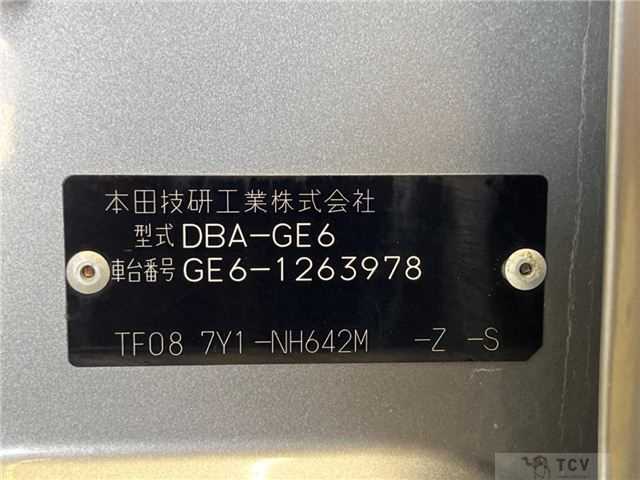 本田技研工業株式会社
型式 DBA-GE6
車台番号 GE6-1263978
TF08 7Y1-NH642M -Z -S
TCV